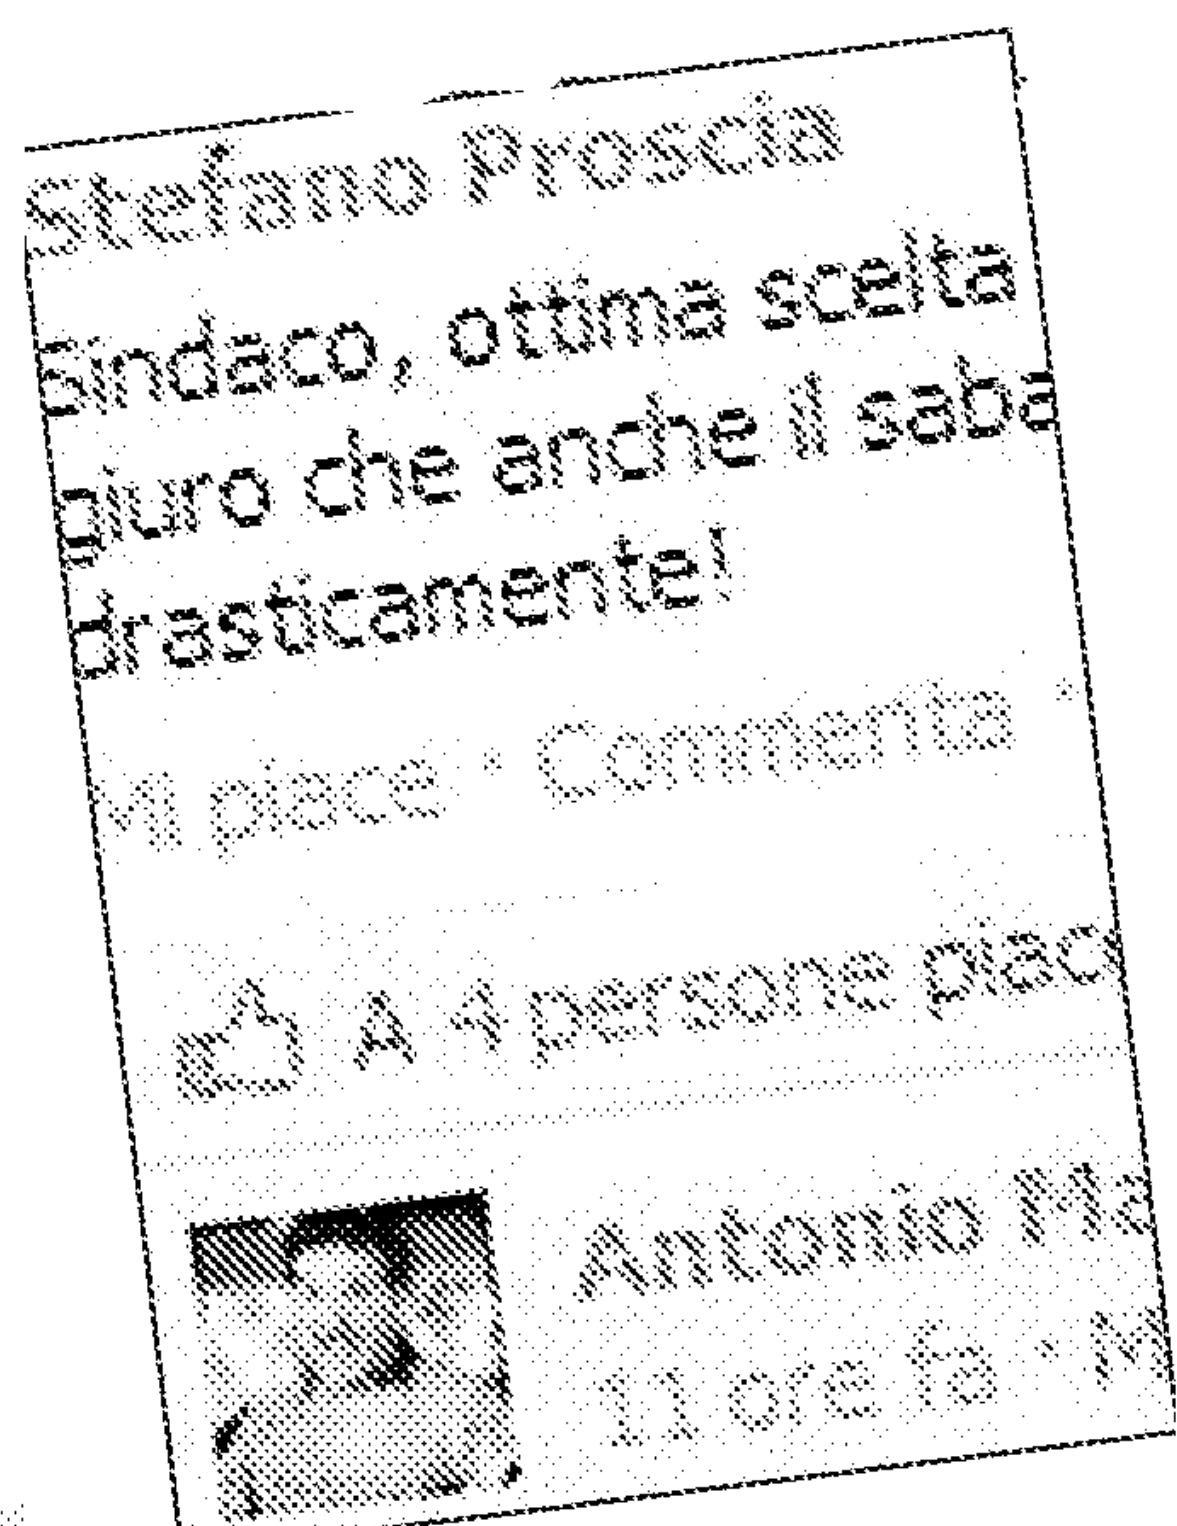 Stefano Proscia
Sindaco, ottima scelta
giuro che anche il saba
drasticamente!
Mi piace · Commenta ·
A 4 persone piac
Antonio Ma
11 ore fa · M